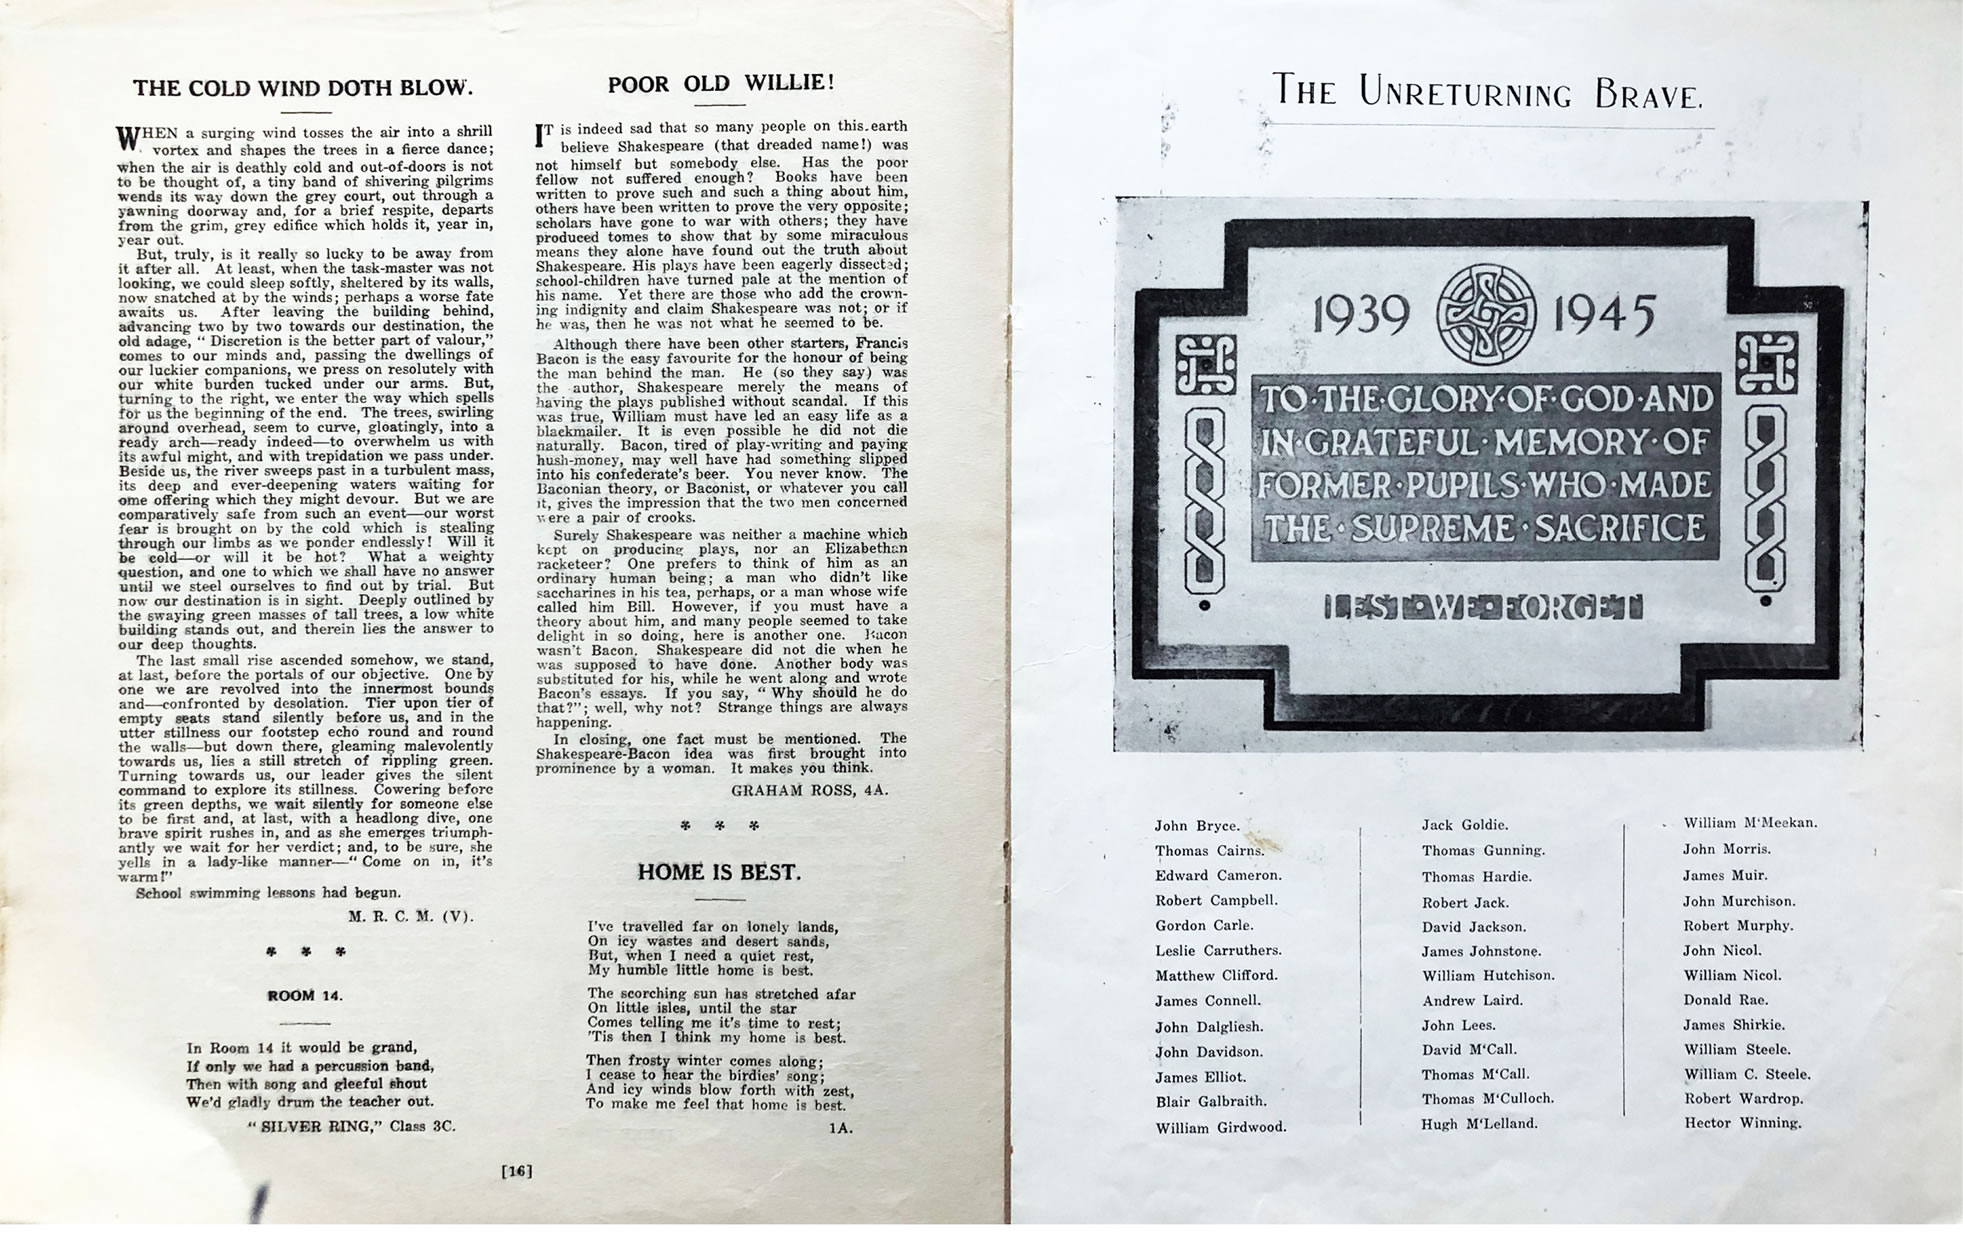 THE COLD WIND DOTH BLOW.
WHEN a surging wind tosses the air into a shrill
vortex and shapes the trees in a fierce dance;
when the air is deathly cold and out-of-doors is not
to be thought of, a tiny band of shivering pilgrims
wends its way down the grey court, out through a
yawning doorway and, for a brief respite, departs
from the grim, grey edifice which holds it, year in,
year out.
But, truly, is it really so lucky to be away from
it after all. At least, when the task-master was not
looking, we could sleep softly, sheltered by its walls,
now snatched at by the winds; perhaps a worse fate
awaits us. After leaving the building behind,
advancing two by two towards our destination, the
old adage, “ Discretion is the better part of valour,”
comes to our minds and, passing the dwellings of
our luckier companions, we press on resolutely with
our white burden tucked under our arms. But,
turning to the right, we enter the way which spells
for us the beginning of the end. The trees, swirling
around overhead, seem to curve, gloatingly, into a
ready arch—ready indeed—to overwhelm us with
its awful might, and with trepidation we pass under.
Beside us, the river sweeps past in a turbulent mass,
its deep and ever-deepening waters waiting for
ome offering which they might devour. But we are
comparatively safe from such an event—our worst
fear is brought on by the cold which is stealing
through our limbs as we ponder endlessly! Will it
be cold—or will it be hot? What a weighty
question, and one to which we shall have no answer
until we steel ourselves to find out by trial. But
now our destination is in sight. Deeply outlined by
the swaying green masses of tall trees, a low white
building stands out, and therein lies the answer to
our deep thoughts.
The last small rise ascended somehow, we stand,
at last, before the portals of our objective. One by
one we are revolved into the innermost bounds
and—confronted by desolation. Tier upon tier of
empty seats stand silently before us, and in the
utter stillness our footstep echo round and round
the walls—but down there, gleaming malevolently
towards us, lies a still stretch of rippling green.
Turning towards us, our leader gives the silent
command to explore its stillness. Cowering before
its green depths, we wait silently for someone else
to be first and, at last, with a headlong dive, one
brave spirit rushes in, and as she emerges triumph-
antly we wait for her verdict; and, to be sure, she
yells in a lady-like manner—“ Come on in, it's
warm!”
School swimming lessons had begun.
M. R. C. M. (V).
* * *
ROOM 14.
In Room 14 it would be grand,
If only we had a percussion band,
Then with song and gleeful shout
We'd gladly drum the teacher out.
“ SILVER RING,” Class 3C.
POOR OLD WILLIE!
IT is indeed sad that so many people on this earth
believe Shakespeare (that dreaded name!) was
not himself but somebody else. Has the poor
fellow not suffered enough? Books have been
written to prove such and such a thing about him,
others have been written to prove the very opposite;
scholars have gone to war with others; they have
produced tomes to show that by some miraculous
means they alone have found out the truth about
Shakespeare. His plays have been eagerly dissected;
school-children have turned pale at the mention of
his name. Yet there are those who add the crown-
ing indignity and claim Shakespeare was not; or if
he was, then he was not what he seemed to be.
Although there have been other starters, Francis
Bacon is the easy favourite for the honour of being
the man behind the man. He (so they say) was
the author, Shakespeare merely the means of
having the plays published without scandal. If this
was true, William must have led an easy life as a
blackmailer. It is even possible he did not die
naturally. Bacon, tired of play-writing and paying
hush-money, may well have had something slipped
into his confederate's beer. You never know. The
Baconian theory, or Baconist, or whatever you call
it, gives the impression that the two men concerned
were a pair of crooks.
Surely Shakespeare was neither a machine which
kept on producing plays, nor an Elizabethan
racketeer? One prefers to think of him as an
ordinary human being; a man who didn't like
saccharines in his tea, perhaps, or a man whose wife
called him Bill. However, if you must have a
theory about him, and many people seemed to take
delight in so doing, here is another one. Bacon
wasn't Bacon. Shakespeare did not die when he
was supposed to have done. Another body was
substituted for his, while he went along and wrote
Bacon's essays. If you say, “ Why should he do
that?”; well, why not? Strange things are always
happening.
In closing, one fact must be mentioned. The
Shakespeare-Bacon idea was first brought into
prominence by a woman. It makes you think.
GRAHAM ROSS, 4A.
* * *
HOME IS BEST.
I've travelled far on lonely lands,
On icy wastes and desert sands,
But, when I need a quiet rest,
My humble little home is best.
The scorching sun has stretched afar
On little isles, until the star
Comes telling me it's time to rest;
'Tis then I think my home is best.
Then frosty winter comes along;
I cease to hear the birdies' song;
And icy winds blow forth with zest,
To make me feel that home is best.
1A.
[16]
THE UNRETURNING BRAVE.
1939 1945
TO·THE·GLORY·OF·GOD·AND
IN·GRATEFUL·MEMORY·OF
FORMER·PUPILS·WHO·MADE
THE·SUPREME·SACRIFICE
LEST·WE·FORGET
John Bryce.
Thomas Cairns.
Edward Cameron.
Robert Campbell.
Gordon Carle.
Leslie Carruthers.
Matthew Clifford.
James Connell.
John Dalgliesh.
John Davidson.
James Elliot.
Blair Galbraith.
William Girdwood.
Jack Goldie.
Thomas Gunning.
Thomas Hardie.
Robert Jack.
David Jackson.
James Johnstone.
William Hutchison.
Andrew Laird.
John Lees.
David M‘Call.
Thomas M‘Call.
Thomas M‘Culloch.
Hugh M‘Lelland.
William M‘Meekan.
John Morris.
James Muir.
John Murchison.
Robert Murphy.
John Nicol.
William Nicol.
Donald Rae.
James Shirkie.
William Steele.
William C. Steele.
Robert Wardrop.
Hector Winning.